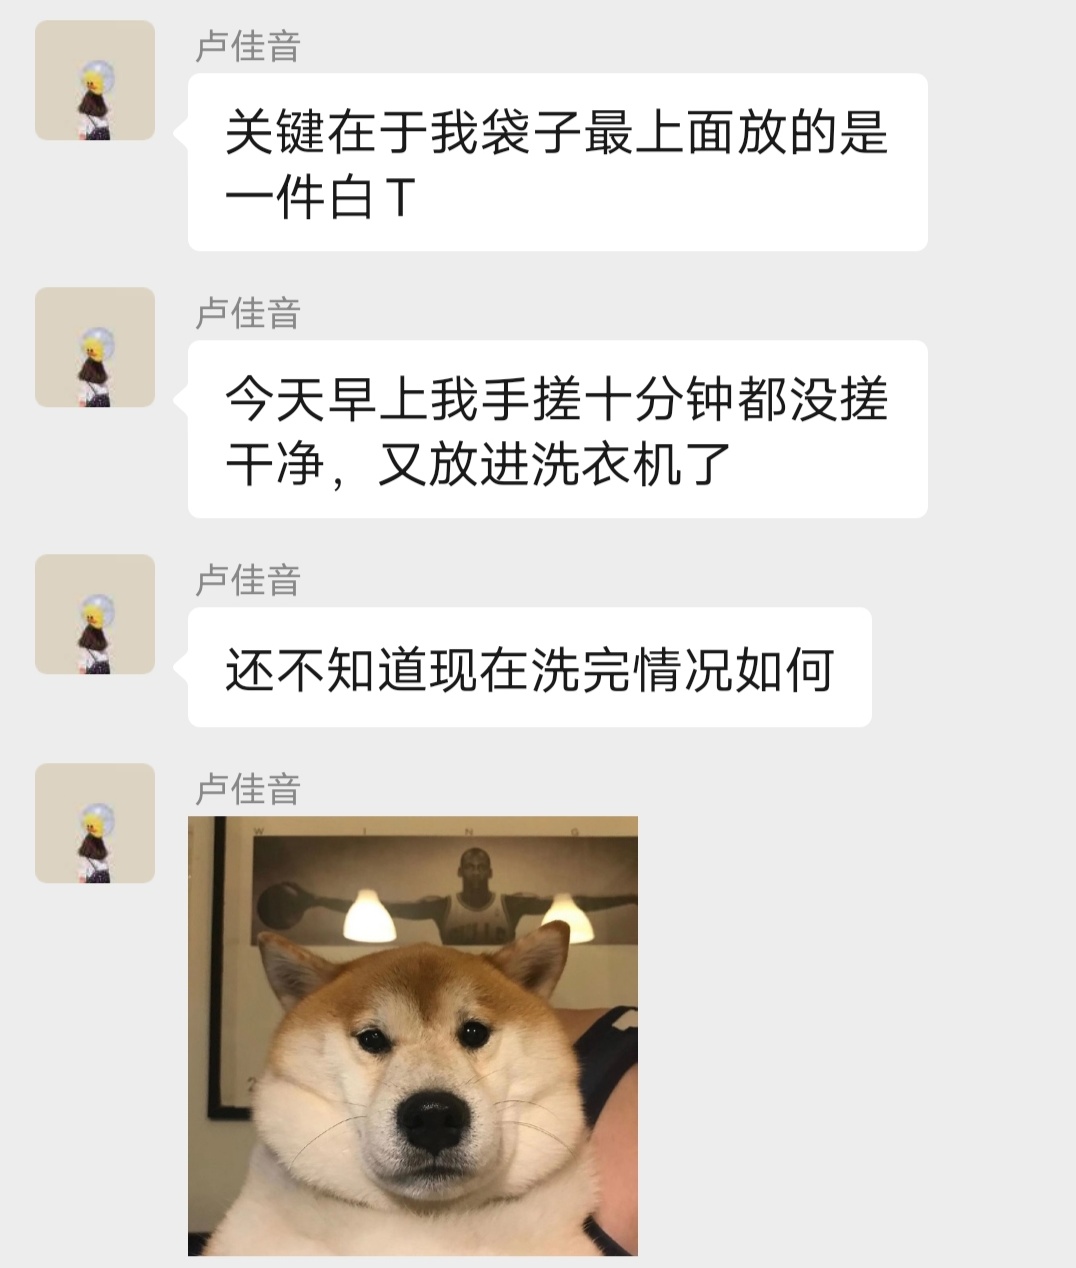 卢佳音
关键在于我袋子最上面放的是
一件白T
卢佳音
今天早上我手搓十分钟都没搓
干净，又放进洗衣机了
卢佳音
还不知道现在洗完情况如何
卢佳音
W I N G
2